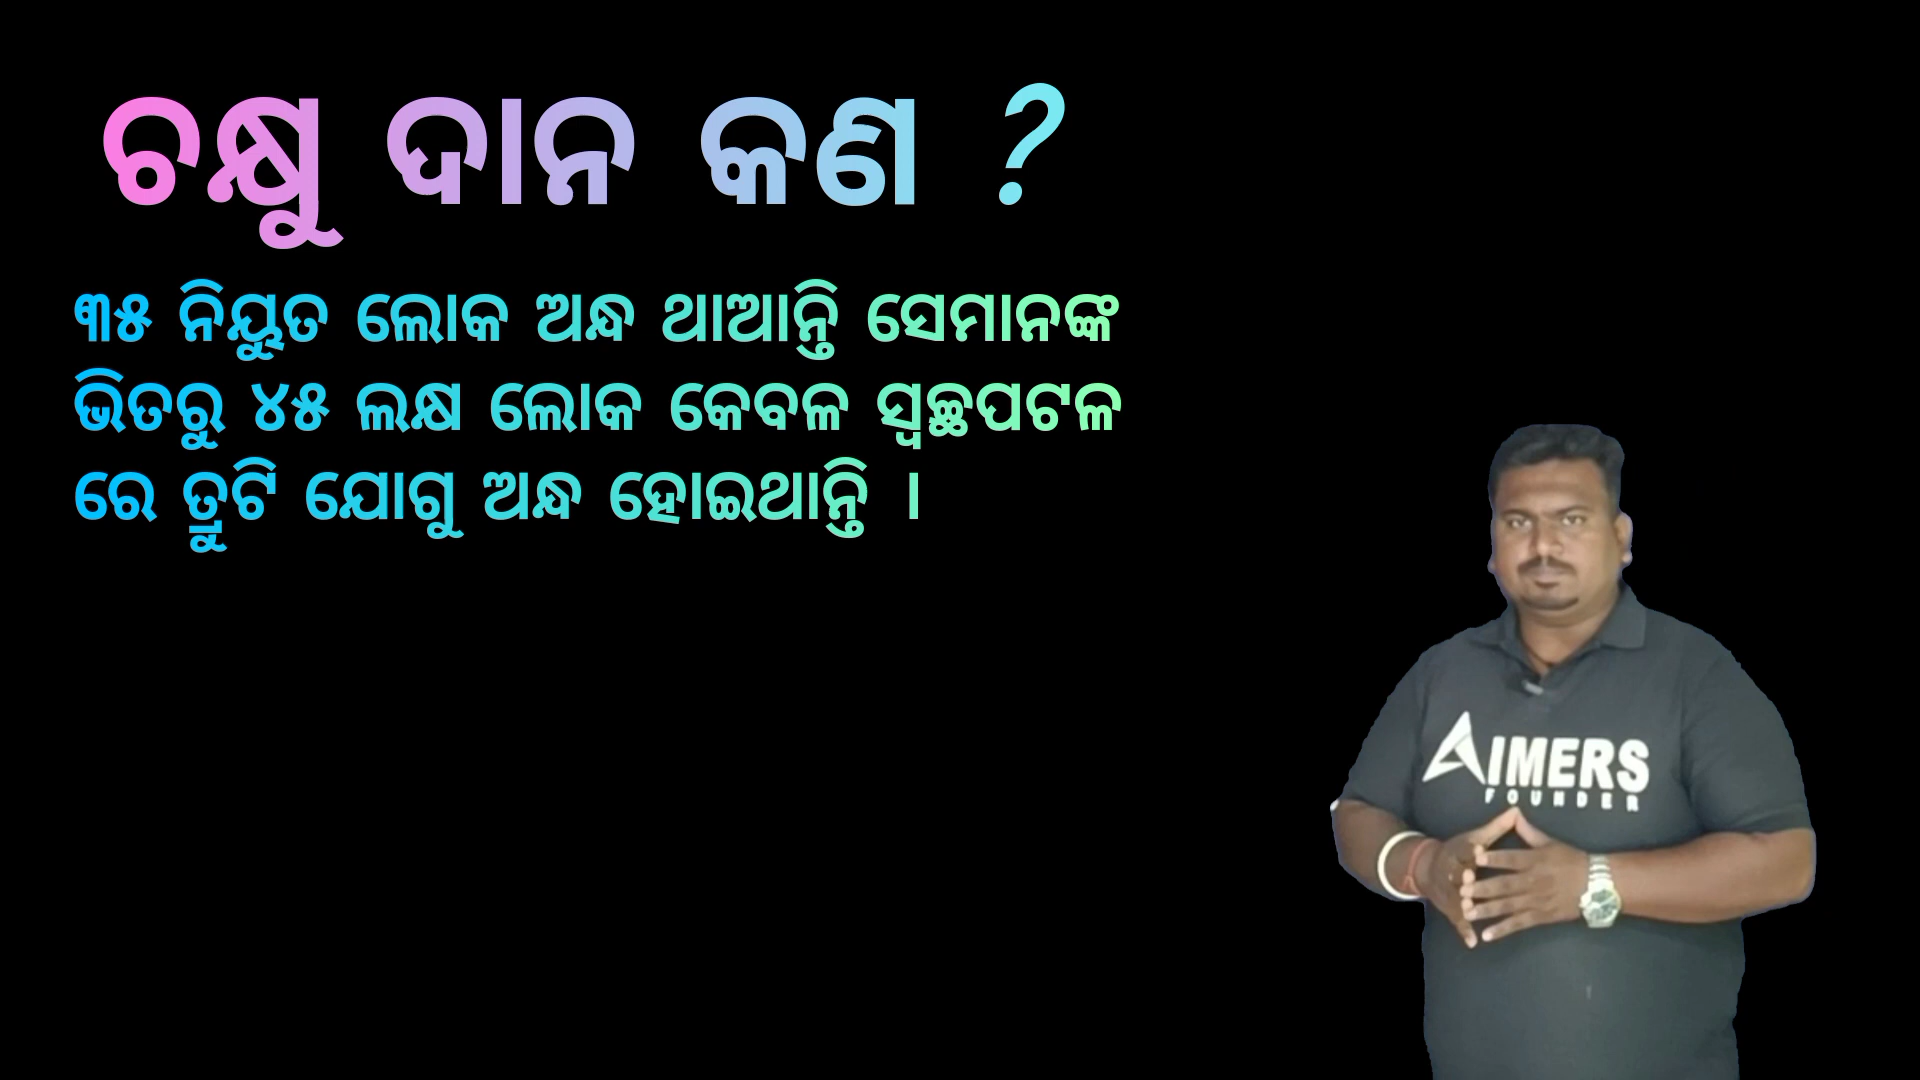 ଚକ୍ଷୁ ଦାନ କଣ ?
୩୫ ନିୟୁତ ଲୋକ ଅନ୍ଧ ଥାଆନ୍ତି ସେମାନଙ୍କ
ଭିତରୁ ୪୫ ଲକ୍ଷ ଲୋକ କେବଳ ସ୍ୱଚ୍ଛପଟଳ
ରେ ତ୍ରୁଟି ଯୋଗୁ ଅନ୍ଧ ହୋଇଥାନ୍ତି ।
AIMERS
FOUNDER